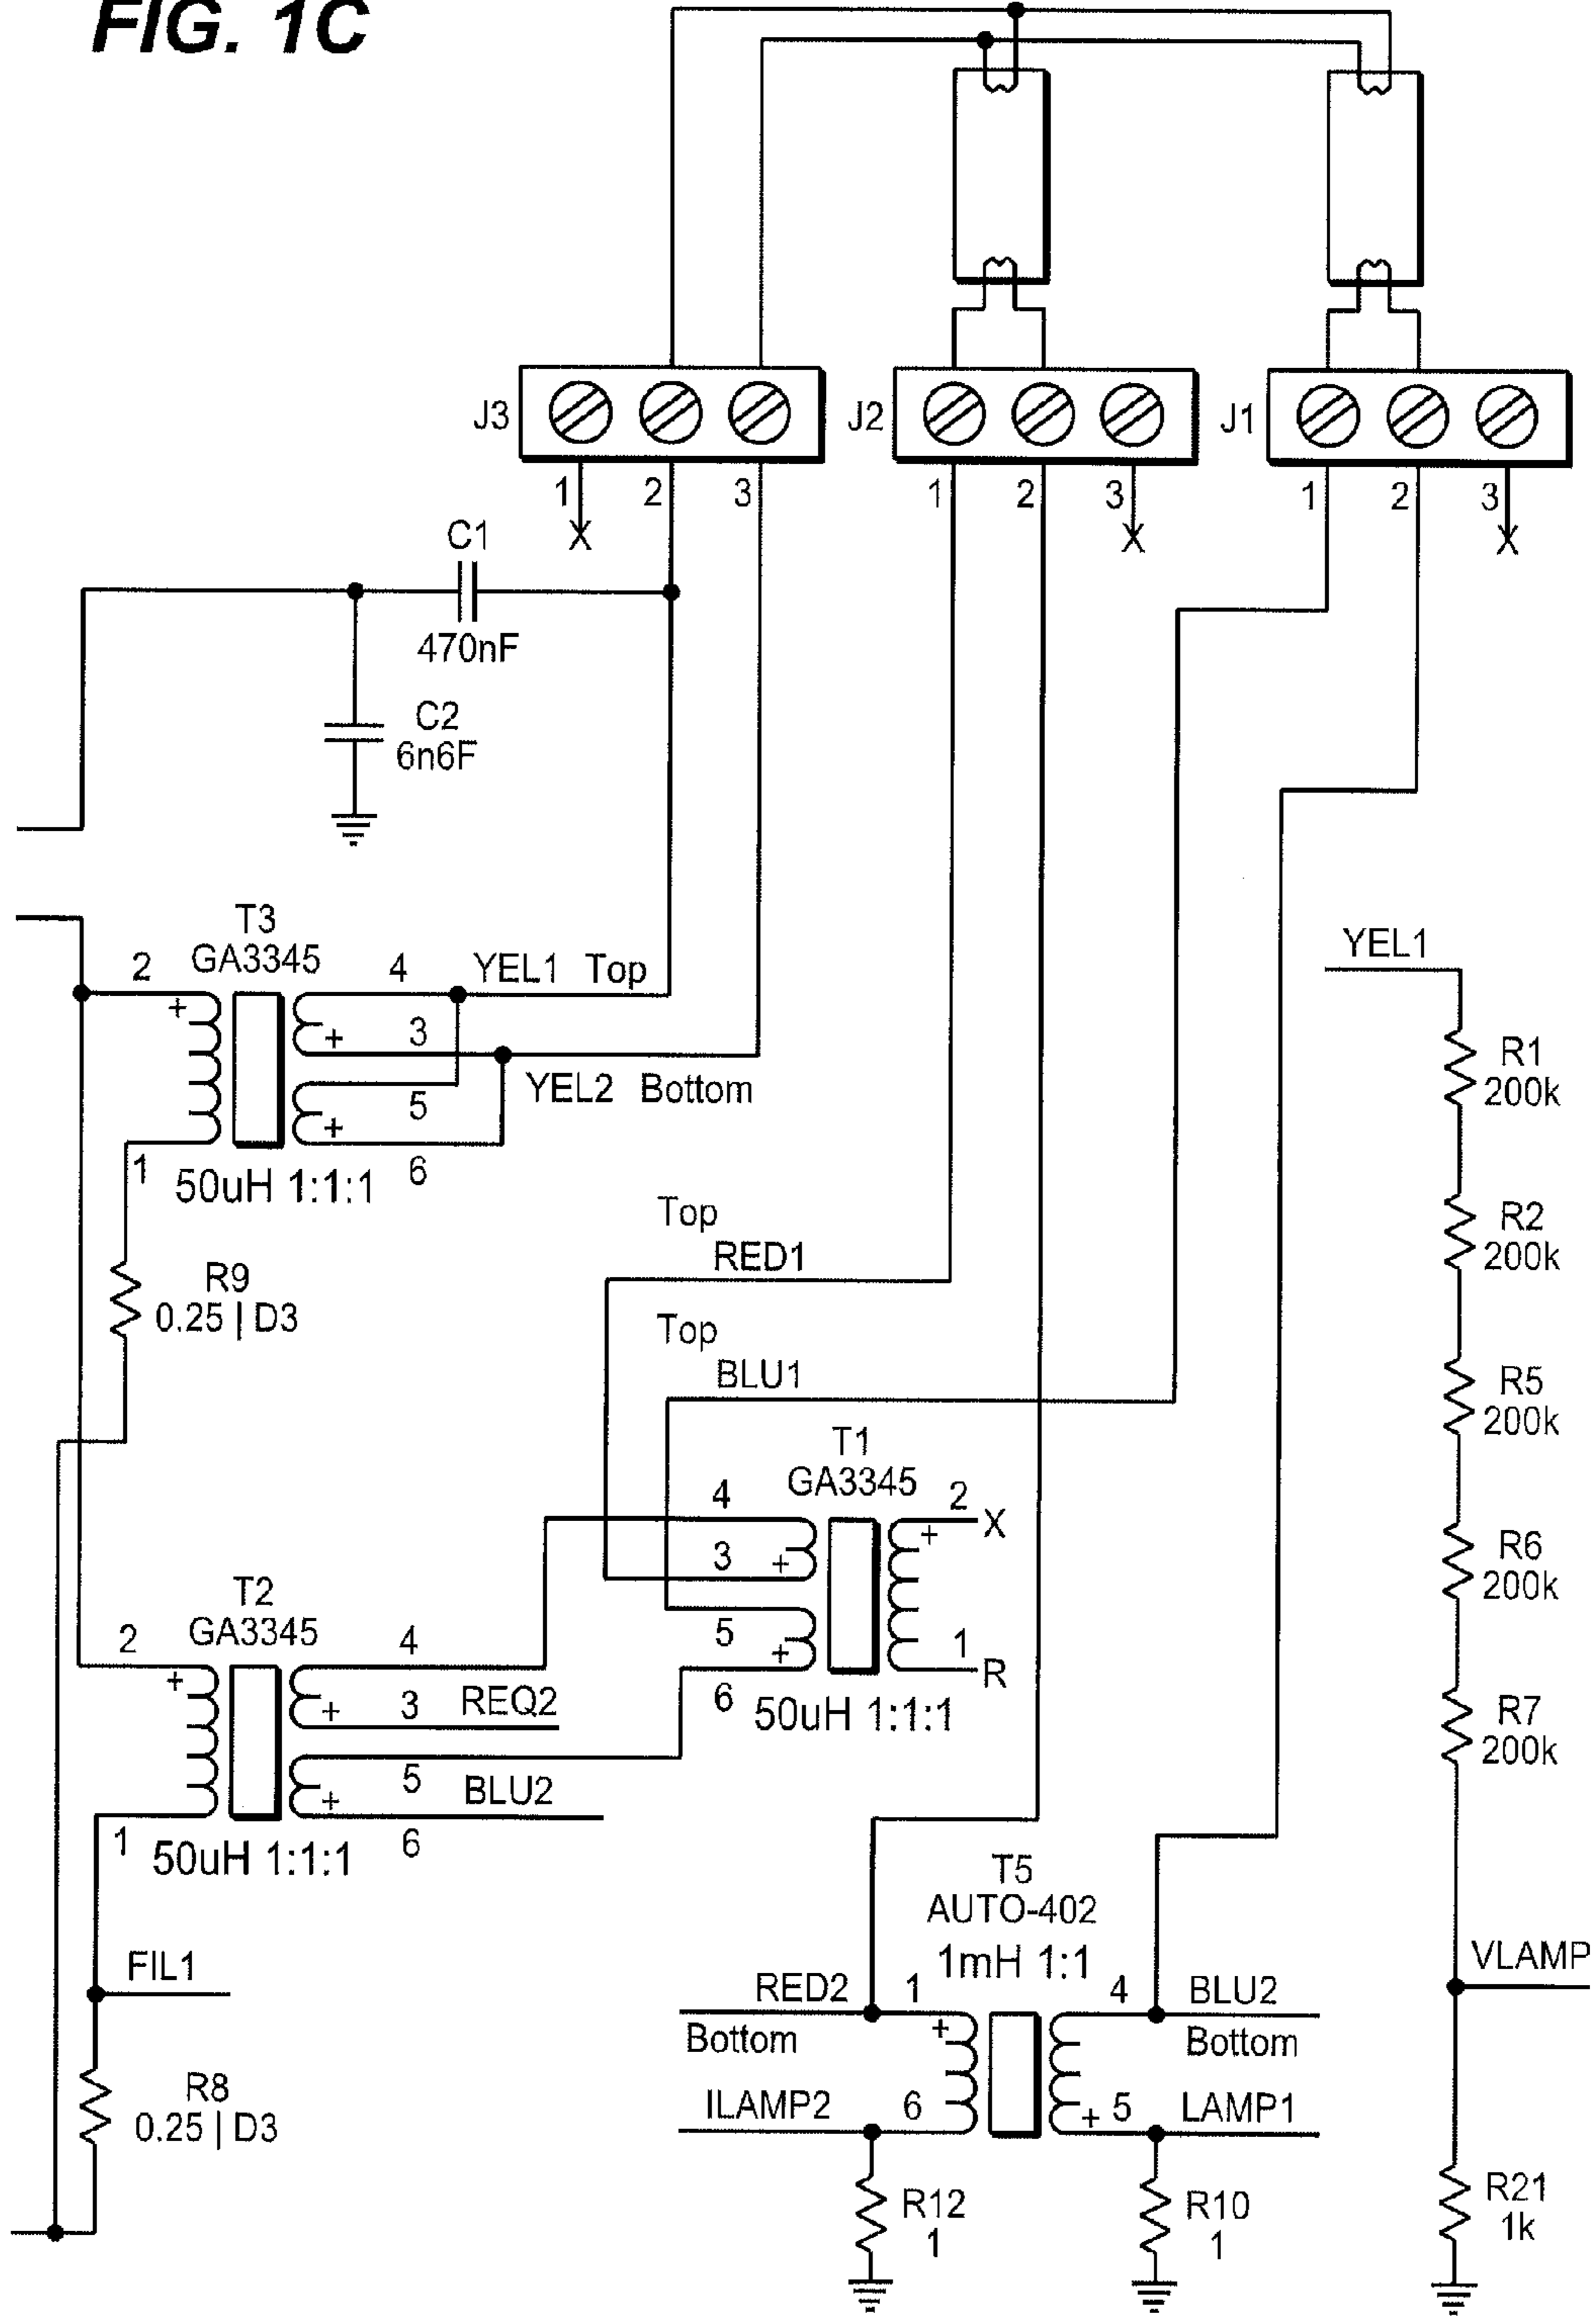 FIG. 1C
J3
J2
J1
1
2
3
1
2
3
1
2
3
X
X
X
C1
470nF
C2
6n6F
T3
GA3345
2
+
4
YEL1 Top
3
+
YEL2 Bottom
5
+
6
1
50uH 1:1:1
YEL1
R1
200k
R2
200k
R5
200k
R6
200k
R7
200k
R9
0.25 | D3
Top
RED1
Top
BLU1
T1
GA3345
4
2
X
+
3
+
5
+
1
R
6
50uH 1:1:1
T2
GA3345
2
+
4
3
REQ2
+
5
BLU2
+
6
1
50uH 1:1:1
FIL1
R8
0.25 | D3
T5
AUTO-402
1mH 1:1
RED2
1
4
BLU2
Bottom
+
Bottom
ILAMP2
6
+
5
LAMP1
R12
1
R10
1
VLAMP
R21
1k